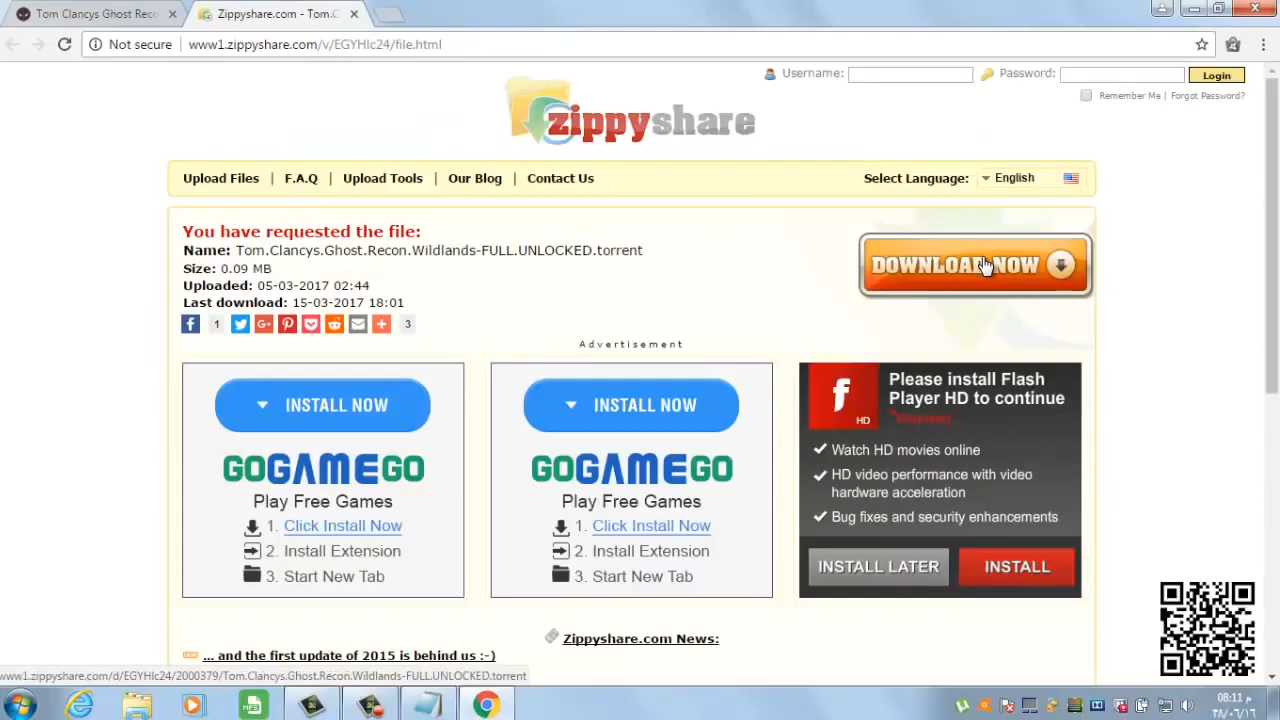 Tom Clancys Ghost Reco
Zippyshare.com - Tom.C
Not secure www1.zippyshare.com/v/EGYHlc24/file.html
Username: Password: Login
Remember Me | Forgot Password?
zippyshare
Upload Files | F.A.Q | Upload Tools | Our Blog | Contact Us
Select Language: English
You have requested the file:
Name: Tom.Clancys.Ghost.Recon.Wildlands-FULL.UNLOCKED.torrent
Size: 0.09 MB
Uploaded: 05-03-2017 02:44
Last download: 15-03-2017 18:01
1 3
DOWNLOAD NOW
Advertisement
INSTALL NOW
GOGAMEGO
Play Free Games
1. Click Install Now
2. Install Extension
3. Start New Tab
INSTALL NOW
GOGAMEGO
Play Free Games
1. Click Install Now
2. Install Extension
3. Start New Tab
f HD
Please install Flash
Player HD to continue
*Required
Watch HD movies online
HD video performance with video
hardware acceleration
Bug fixes and security enhancements
INSTALL LATER INSTALL
Zippyshare.com News:
... and the first update of 2015 is behind us :-)
www1.zippyshare.com/d/EGYHlc24/2000379/Tom.Clancys.Ghost.Recon.Wildlands-FULL.UNLOCKED.torrent
MP3
08:11 م
٣٨/٠٦/١٦